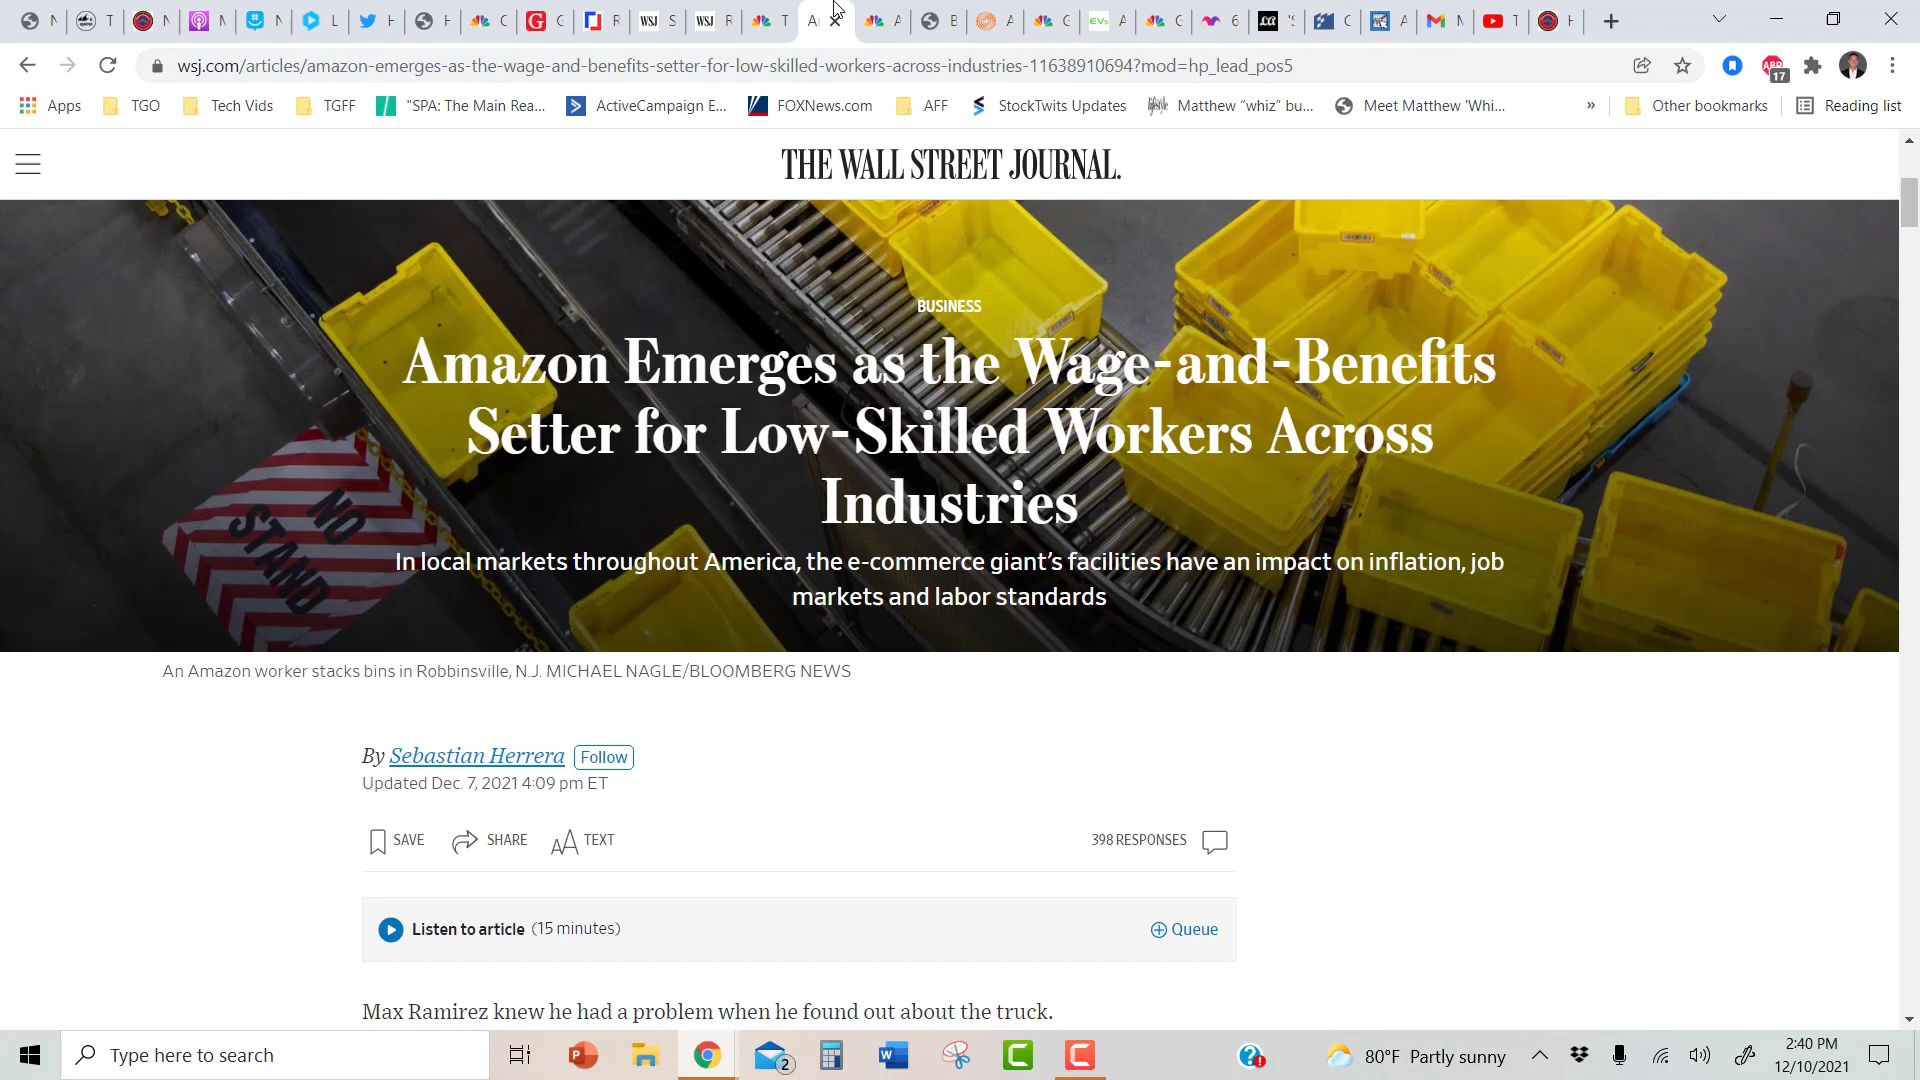 wsj.com/articles/amazon-emerges-as-the-wage-and-benefits-setter-for-low-skilled-workers-across-industries-11638910694?mod=hp_lead_pos5
17
Apps TGO Tech Vids TGFF "SPA: The Main Rea... ActiveCampaign E... FOXNews.com AFF StockTwits Updates Matthew "whiz" bu... Meet Matthew 'Whi... » Other bookmarks Reading list
THE WALL STREET JOURNAL.
BUSINESS
Amazon Emerges as the Wage-and-Benefits
Setter for Low-Skilled Workers Across
Industries
In local markets throughout America, the e-commerce giant's facilities have an impact on inflation, job
markets and labor standards
NO
STAND
An Amazon worker stacks bins in Robbinsville, N.J. MICHAEL NAGLE/BLOOMBERG NEWS
By Sebastian Herrera Follow
Updated Dec. 7, 2021 4:09 pm ET
SAVE SHARE TEXT 398 RESPONSES
Listen to article (15 minutes) Queue
Max Ramirez knew he had a problem when he found out about the truck.
Type here to search 2 80°F Partly sunny 2:40 PM
12/10/2021